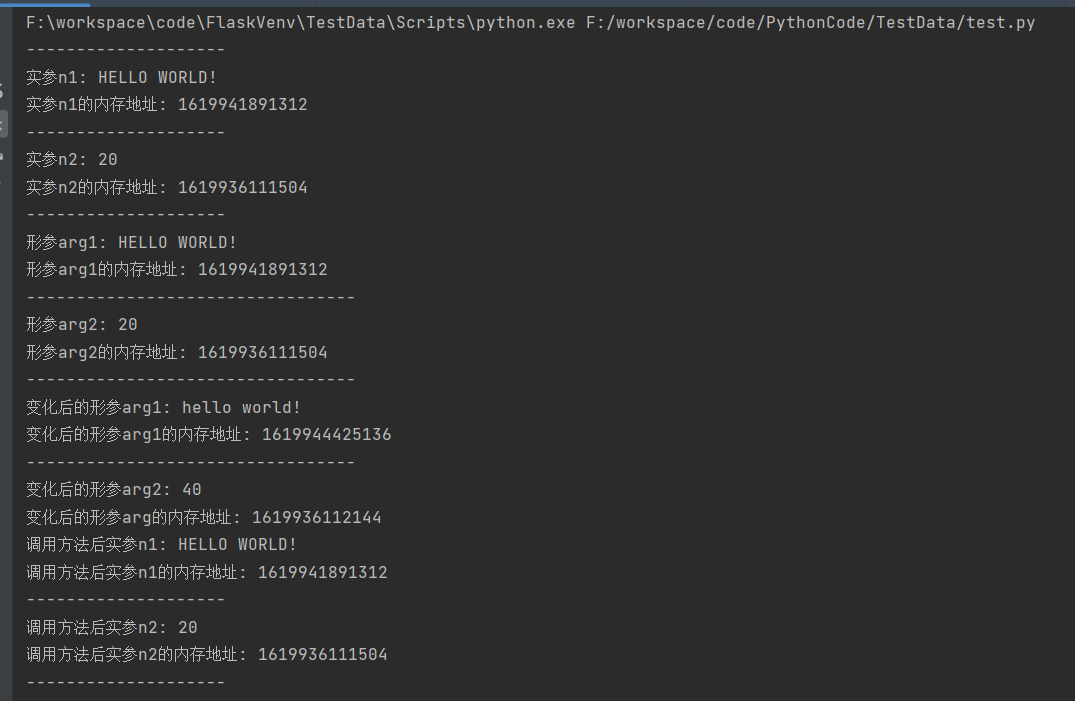 F:\workspace\code\FlaskVenv\TestData\Scripts\python.exe F:/workspace/code/PythonCode/TestData/test.py
--------------------
实参n1: HELLO WORLD!
实参n1的内存地址: 1619941891312
--------------------
实参n2: 20
实参n2的内存地址: 1619936111504
--------------------
形参arg1: HELLO WORLD!
形参arg1的内存地址: 1619941891312
---------------------------------
形参arg2: 20
形参arg2的内存地址: 1619936111504
---------------------------------
变化后的形参arg1: hello world!
变化后的形参arg1的内存地址: 1619944425136
---------------------------------
变化后的形参arg2: 40
变化后的形参arg的内存地址: 1619936112144
调用方法后实参n1: HELLO WORLD!
调用方法后实参n1的内存地址: 1619941891312
--------------------
调用方法后实参n2: 20
调用方法后实参n2的内存地址: 1619936111504
--------------------